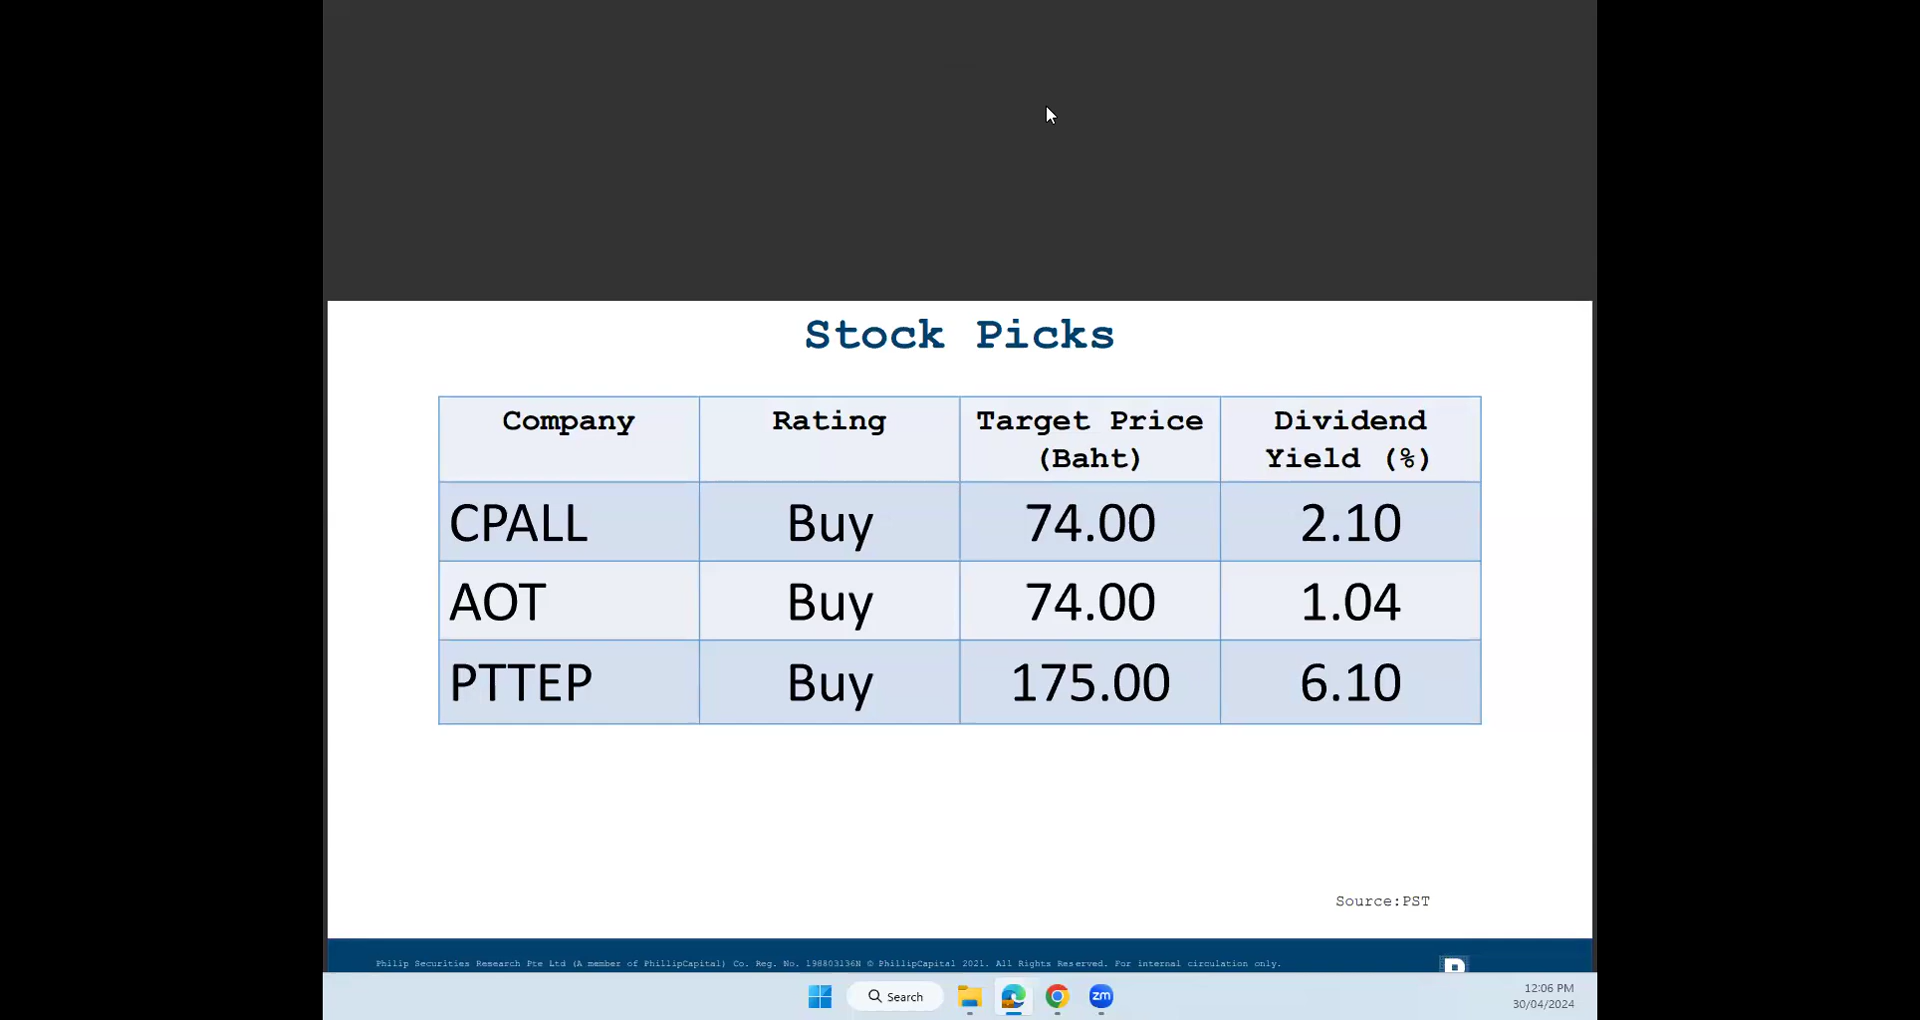 Stock Picks
Company Rating Target Price (Baht) Dividend Yield (%)
CPALL Buy 74.00 2.10
AOT Buy 74.00 1.04
PTTEP Buy 175.00 6.10
Source:PST
Philip Securities Research Pte Ltd (A member of PhillipCapital) Co. Reg. No. 198803136N © PhillipCapital 2021. All Rights Reserved. For internal circulation only.
Search
zm
12:06 PM
30/04/2024